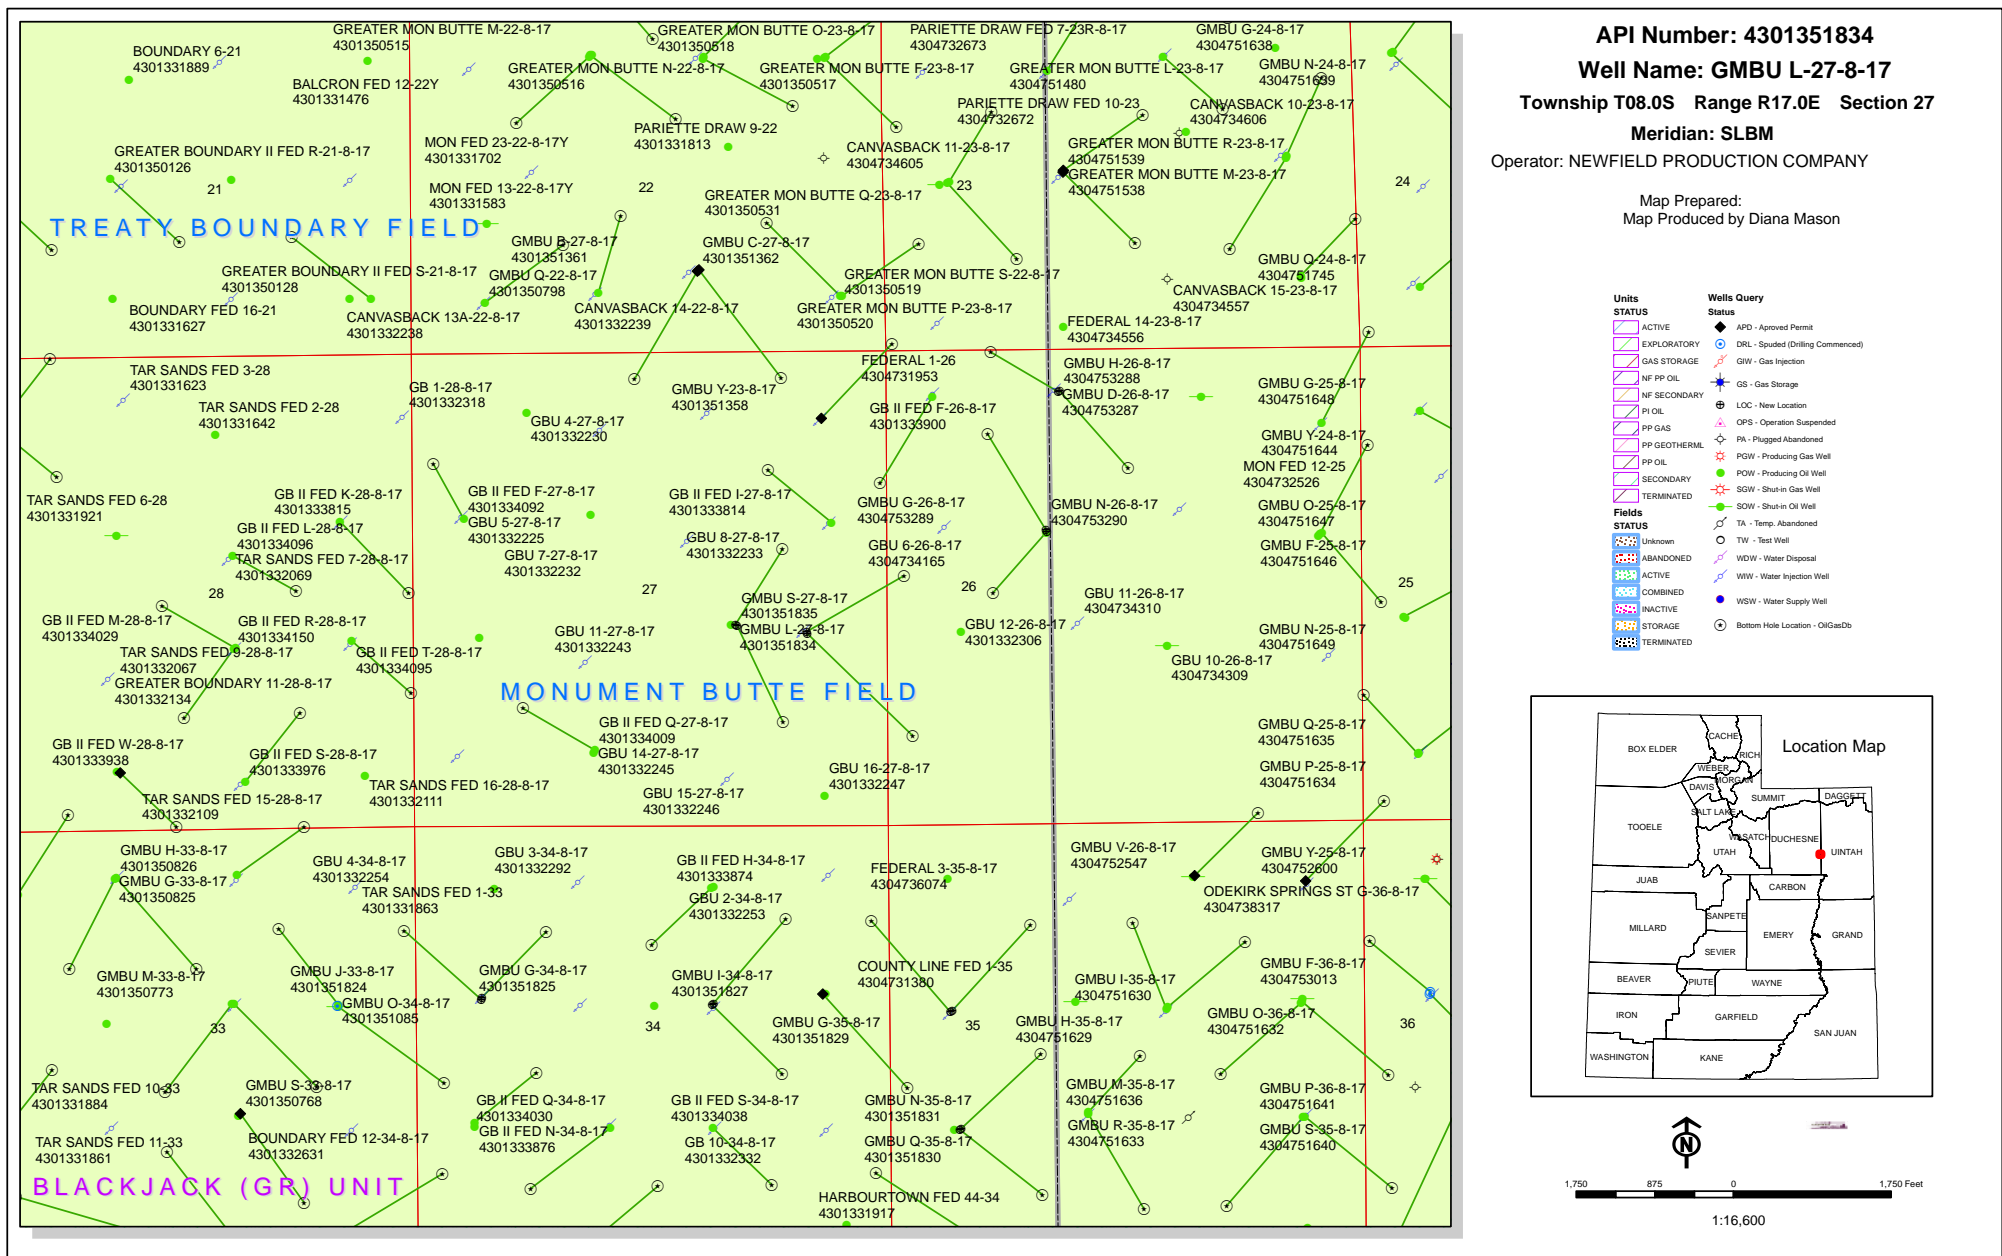 API Number: 4301351834
Well Name: GMBU L-27-8-17
Township T08.0S Range R17.0E Section 27
Meridian: SLBM
Operator: NEWFIELD PRODUCTION COMPANY
Map Prepared:
Map Produced by Diana Mason
BOUNDARY 6-21
4301331889
GREATER MON BUTTE M-22-8-17
4301350515
BALCRON FED 12-22Y
4301331476
GREATER MON BUTTE N-22-8-17
4301350516
GREATER MON BUTTE O-23-8-17
4301350518
GREATER MON BUTTE F-23-8-17
4301350517
PARIETTE DRAW FED 7-23R-8-17
4304732673
GREATER MON BUTTE L-23-8-17
4304751480
GMBU G-24-8-17
4304751638
GMBU N-24-8-17
4304751639
PARIETTE DRAW FED 10-23
4304732672
CANVASBACK 10-23-8-17
4304734606
GREATER BOUNDARY II FED R-21-8-17
4301350126
21
MON FED 23-22-8-17Y
4301331702
MON FED 13-22-8-17Y
4301331583
PARIETTE DRAW 9-22
4301331813
22
CANVASBACK 11-23-8-17
4304734605
23
GREATER MON BUTTE R-23-8-17
4304751539
GREATER MON BUTTE M-23-8-17
4304751538
24
GREATER MON BUTTE Q-23-8-17
4301350531
TREATY BOUNDARY FIELD
GMBU B-27-8-17
4301351361
GMBU C-27-8-17
4301351362
GREATER BOUNDARY II FED S-21-8-17
4301350128
GMBU Q-22-8-17
4301350798
GREATER MON BUTTE S-22-8-17
4301350519
GMBU Q-24-8-17
4304751745
CANVASBACK 15-23-8-17
4304734557
BOUNDARY FED 16-21
4301331627
CANVASBACK 13A-22-8-17
4301332238
CANVASBACK 14-22-8-17
4301332239
GREATER MON BUTTE P-23-8-17
4301350520
FEDERAL 14-23-8-17
4304734556
TAR SANDS FED 3-28
4301331623
TAR SANDS FED 2-28
4301331642
GB 1-28-8-17
4301332318
GBU 4-27-8-17
4301332230
GMBU Y-23-8-17
4301351358
FEDERAL 1-26
4304731953
GB II FED F-26-8-17
4301333900
GMBU H-26-8-17
4304753288
GMBU D-26-8-17
4304753287
GMBU G-25-8-17
4304751648
GMBU Y-24-8-17
4304751644
MON FED 12-25
4304732526
TAR SANDS FED 6-28
4301331921
GB II FED K-28-8-17
4301333815
GB II FED F-27-8-17
4301334092
GBU 5-27-8-17
4301332225
GB II FED I-27-8-17
4301333814
GMBU G-26-8-17
4304753289
GMBU N-26-8-17
4304753290
GMBU O-25-8-17
4304751647
GB II FED L-28-8-17
4301334096
TAR SANDS FED 7-28-8-17
4301332069
GBU 7-27-8-17
4301332232
GBU 8-27-8-17
4301332233
GBU 6-26-8-17
4304734165
GMBU F-25-8-17
4304751646
28
27
26
25
GB II FED M-28-8-17
4301334029
GB II FED R-28-8-17
4301334150
TAR SANDS FED 9-28-8-17
4301332067
GB II FED T-28-8-17
4301334095
GREATER BOUNDARY 11-28-8-17
4301332134
GBU 11-27-8-17
4301332243
GMBU S-27-8-17
4301351835
GMBU L-27-8-17
4301351834
GBU 12-26-8-17
4301332306
GBU 11-26-8-17
4304734310
GBU 10-26-8-17
4304734309
GMBU N-25-8-17
4304751649
MONUMENT BUTTE FIELD
GB II FED W-28-8-17
4301333938
GB II FED S-28-8-17
4301333976
GB II FED Q-27-8-17
4301334009
GBU 14-27-8-17
4301332245
GBU 15-27-8-17
4301332246
GBU 16-27-8-17
4301332247
GMBU Q-25-8-17
4304751635
GMBU P-25-8-17
4304751634
TAR SANDS FED 15-28-8-17
4301332109
TAR SANDS FED 16-28-8-17
4301332111
GMBU H-33-8-17
4301350826
GMBU G-33-8-17
4301350825
GBU 4-34-8-17
4301332254
TAR SANDS FED 1-33
4301331863
GBU 3-34-8-17
4301332292
GB II FED H-34-8-17
4301333874
GBU 2-34-8-17
4301332253
FEDERAL 3-35-8-17
4304736074
GMBU V-26-8-17
4304752547
GMBU Y-25-8-17
4304752600
ODEKIRK SPRINGS ST G-36-8-17
4304738317
GMBU M-33-8-17
4301350773
GMBU J-33-8-17
4301351824
GMBU O-34-8-17
4301351085
GMBU G-34-8-17
4301351825
GMBU I-34-8-17
4301351827
COUNTY LINE FED 1-35
4304731380
GMBU I-35-8-17
4304751630
GMBU F-36-8-17
4304753013
GMBU G-35-8-17
4301351829
GMBU H-35-8-17
4304751629
GMBU O-36-8-17
4304751632
33
34
35
36
TAR SANDS FED 10-33
4301331884
GMBU S-33-8-17
4301350768
GB II FED Q-34-8-17
4301334030
GB II FED N-34-8-17
4301333876
GB II FED S-34-8-17
4301334038
GB 10-34-8-17
4301332332
GMBU N-35-8-17
4301351831
GMBU Q-35-8-17
4301351830
GMBU M-35-8-17
4304751636
GMBU R-35-8-17
4304751633
GMBU P-36-8-17
4304751641
GMBU S-35-8-17
4304751640
TAR SANDS FED 11-33
4301331861
BOUNDARY FED 12-34-8-17
4301332631
BLACKJACK (GR) UNIT
HARBOURTOWN FED 44-34
4301331917
Units
STATUS
ACTIVE
EXPLORATORY
GAS STORAGE
NF PP OIL
NF SECONDARY
PI OIL
PP GAS
PP GEOTHERML
PP OIL
SECONDARY
TERMINATED
Fields
STATUS
Unknown
ABANDONED
ACTIVE
COMBINED
INACTIVE
STORAGE
TERMINATED
Wells Query
Status
APD - Aproved Permit
DRL - Spuded (Drilling Commenced)
GIW - Gas Injection
GS - Gas Storage
LOC - New Location
OPS - Operation Suspended
PA - Plugged Abandoned
PGW - Producing Gas Well
POW - Producing Oil Well
SGW - Shut-in Gas Well
SOW - Shut-in Oil Well
TA - Temp. Abandoned
TW - Test Well
WDW - Water Disposal
WIW - Water Injection Well
WSW - Water Supply Well
Bottom Hole Location - OilGasDb
Location Map
BOX ELDER
CACHE
RICH
WEBER
MORGAN
DAVIS
SUMMIT
DAGGETT
SALT LAKE
TOOELE
WASATCH
DUCHESNE
UTAH
UINTAH
JUAB
CARBON
SANPETE
MILLARD
EMERY
GRAND
SEVIER
BEAVER
PIUTE
WAYNE
IRON
GARFIELD
SAN JUAN
WASHINGTON
KANE
N
1,750 875 0 1,750 Feet
1:16,600